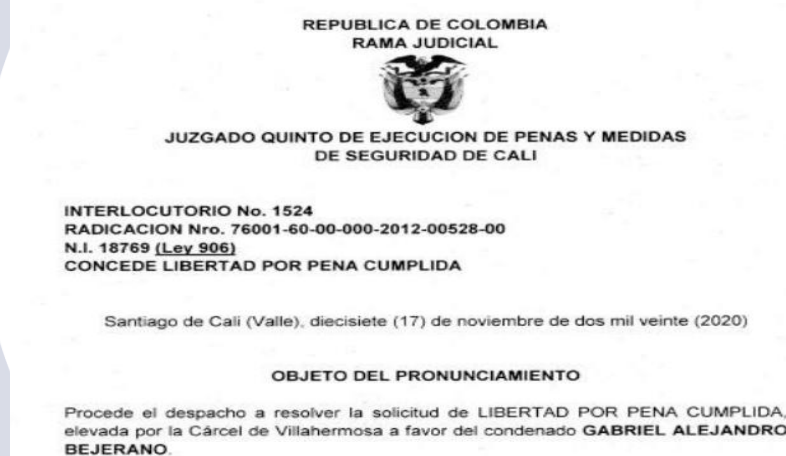 REPUBLICA DE COLOMBIA
RAMA JUDICIAL
JUZGADO QUINTO DE EJECUCION DE PENAS Y MEDIDAS
DE SEGURIDAD DE CALI
INTERLOCUTORIO No. 1524
RADICACION Nro. 76001-60-00-000-2012-00528-00
N.I. 18769 (Ley 906)
CONCEDE LIBERTAD POR PENA CUMPLIDA
Santiago de Cali (Valle), diecisiete (17) de noviembre de dos mil veinte (2020)
OBJETO DEL PRONUNCIAMIENTO
Procede el despacho a resolver la solicitud de LIBERTAD POR PENA CUMPLIDA,
elevada por la Cárcel de Villahermosa a favor del condenado GABRIEL ALEJANDRO
BEJERANO.